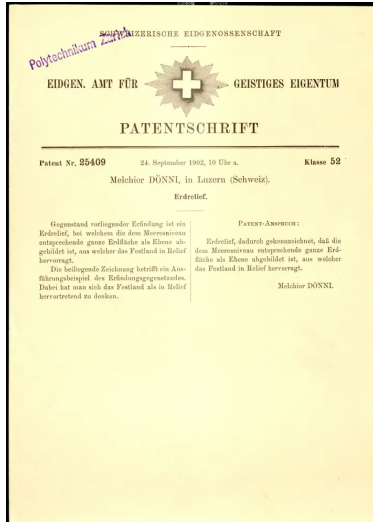 SCHWEIZERISCHE EIDGENOSSENSCHAFT
Polytechnikum Zürich
EIDGEN. AMT FÜR GEISTIGES EIGENTUM
PATENTSCHRIFT
Patent Nr. 25409 24. September 1902, 10 Uhr a. Klasse 52
Melchior DÖNNI, in Luzern (Schweiz).
Erdrelief.
Gegenstand vorliegender Erfindung ist ein
Erdrelief, bei welchem die dem Meeresniveau
entsprechende ganze Erdfläche als Ebene ab-
gebildet ist, aus welcher das Festland in Relief
hervorragt.
Die beiliegende Zeichnung betrifft ein Aus-
führungsbeispiel des Erfindungsgegenstandes.
Dabei hat man sich das Festland als in Relief
hervortretend zu denken.
PATENT-ANSPRUCH:
Erdrelief, dadurch gekennzeichnet, daß die
dem Meeresniveau entsprechende ganze Erd-
fläche als Ebene abgebildet ist, aus welcher
das Festland in Relief hervorragt.
Melchior DÖNNI.